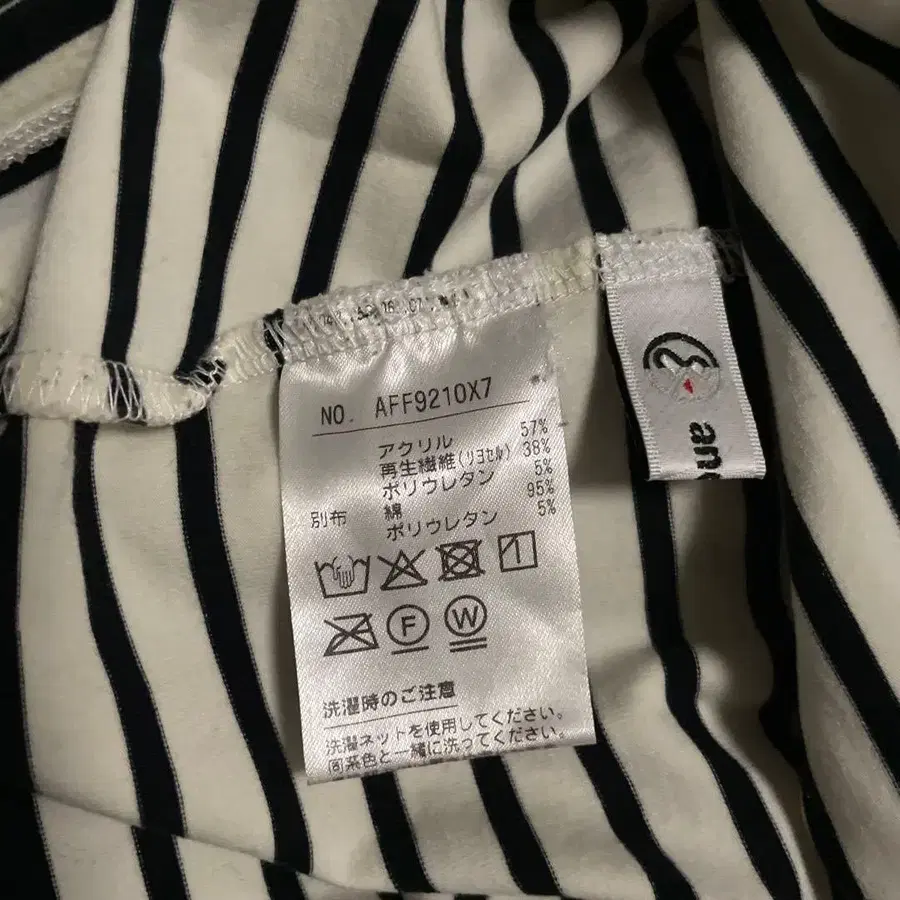 NO. AFF9210X7
アクリル 57%
再生繊維(リヨセル) 38%
ポリウレタン 5%
別布 綿 95%
ポリウレタン 5%
F
W
洗濯時のご注意
洗濯ネットを使用してください。
同系色と一緒に洗ってください。
an